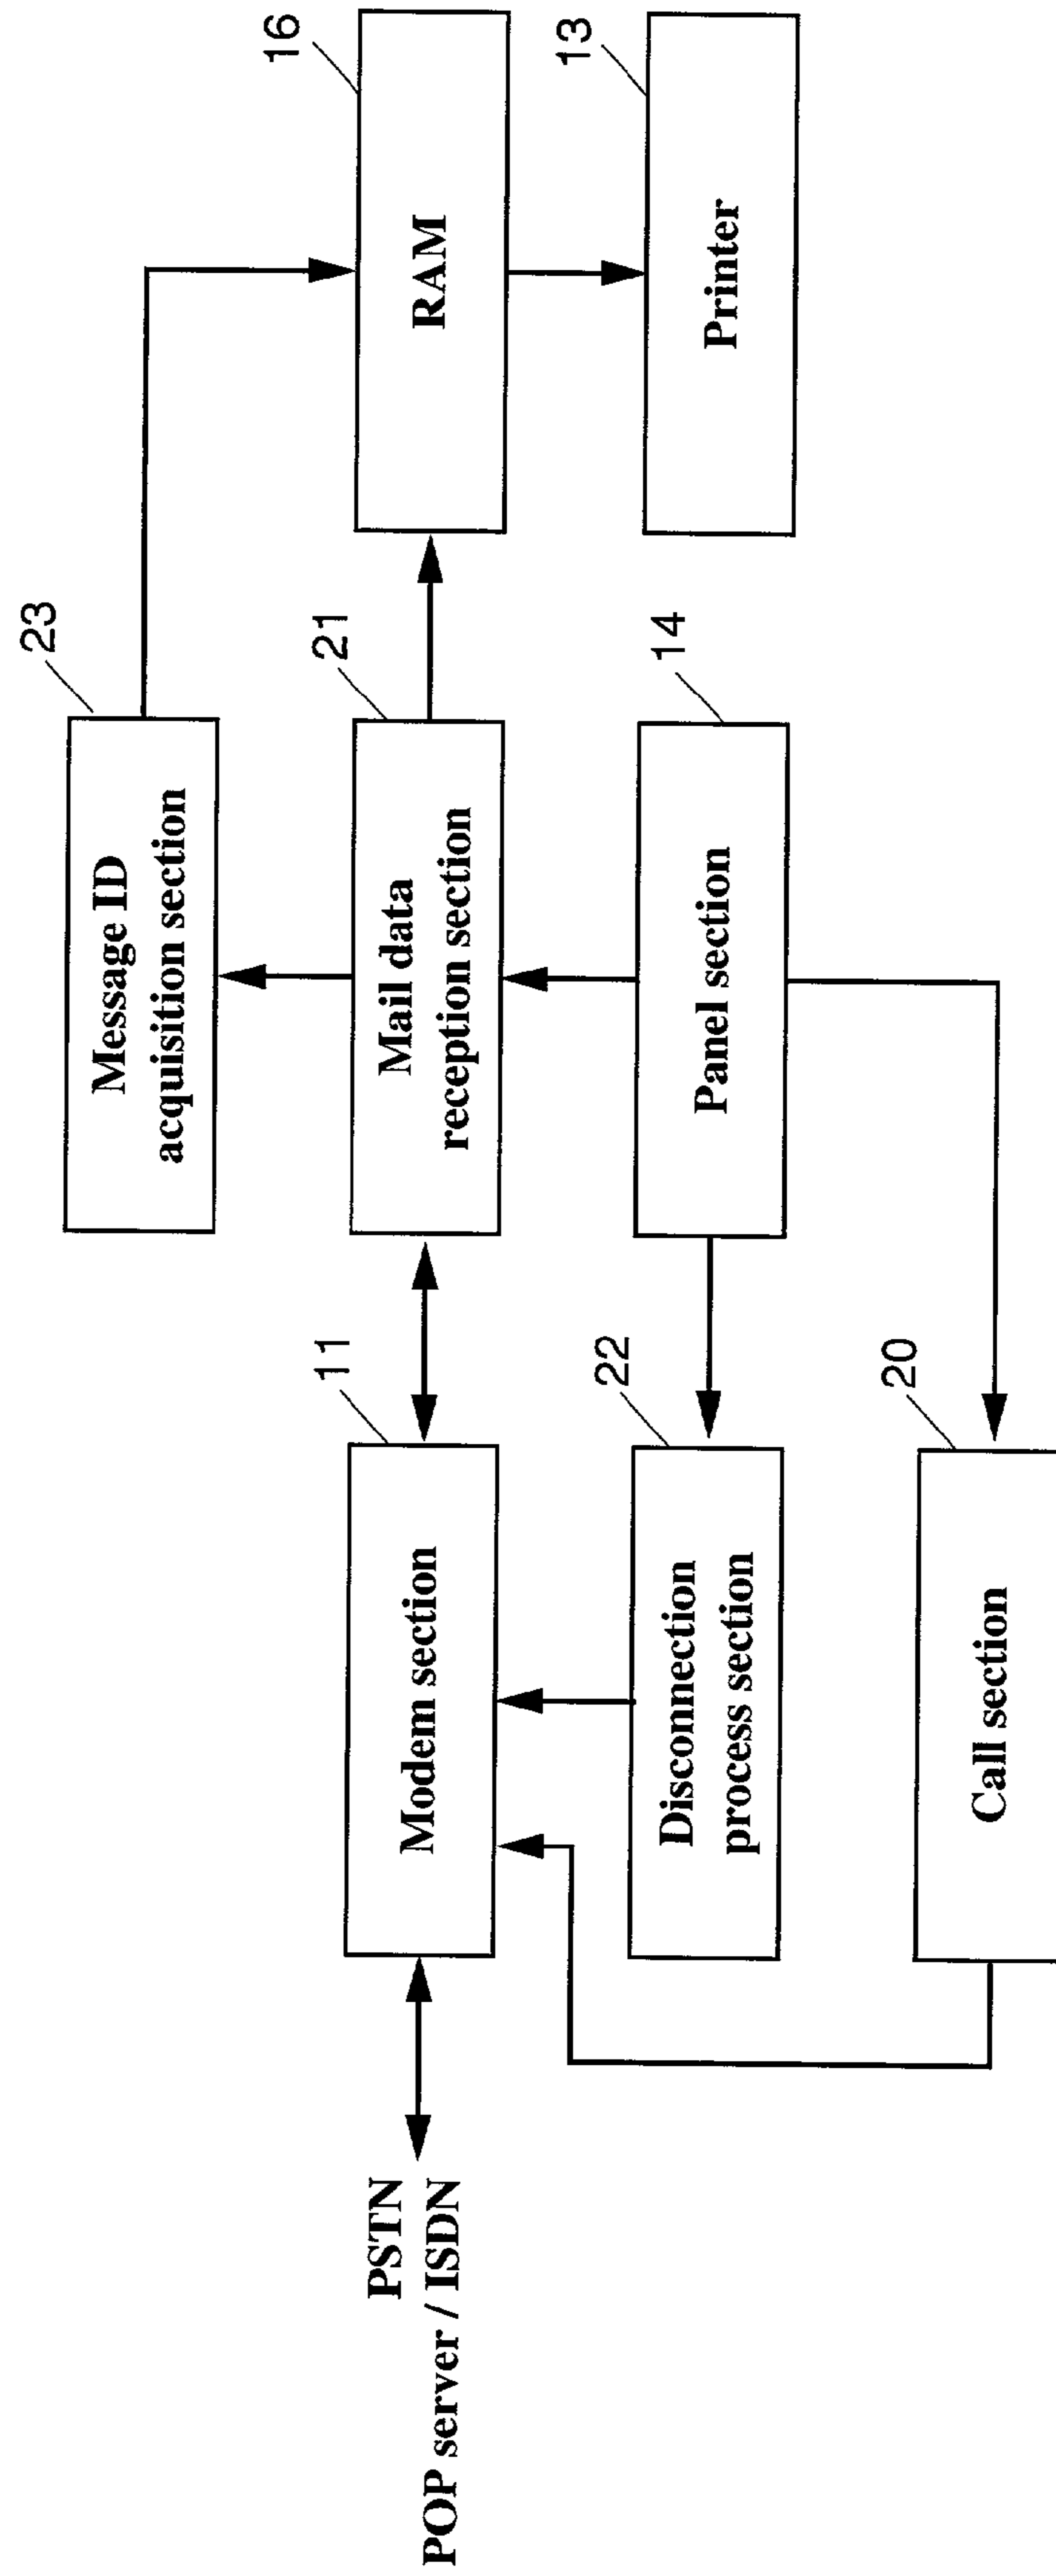 23
Message ID
acquisition section
16
21
11
PSTN
POP server / ISDN
Modem section
Mail data
reception section
RAM
13
14
22
Disconnection
process section
Panel section
Printer
20
Call section